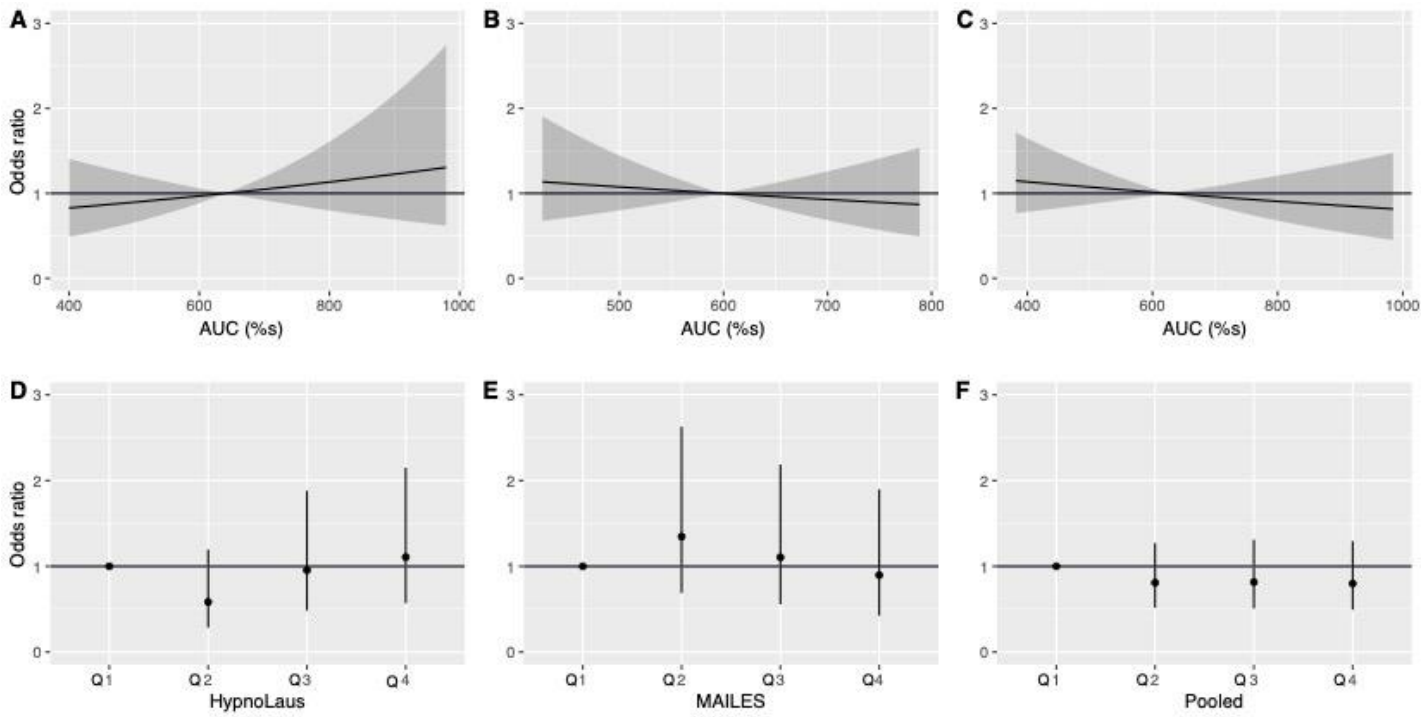 A
3
2
1
0
Odds ratio
400
600
800
1000
AUC (%s)
B
3
2
1
0
500
600
700
800
AUC (%s)
C
3
2
1
0
400
600
800
1000
AUC (%s)
D
3
2
1
0
Odds ratio
Q1
Q2
Q3
Q4
HypnoLaus
E
3
2
1
0
Q1
Q2
Q3
Q4
MAILES
F
3
2
1
0
Q1
Q2
Q3
Q4
Pooled